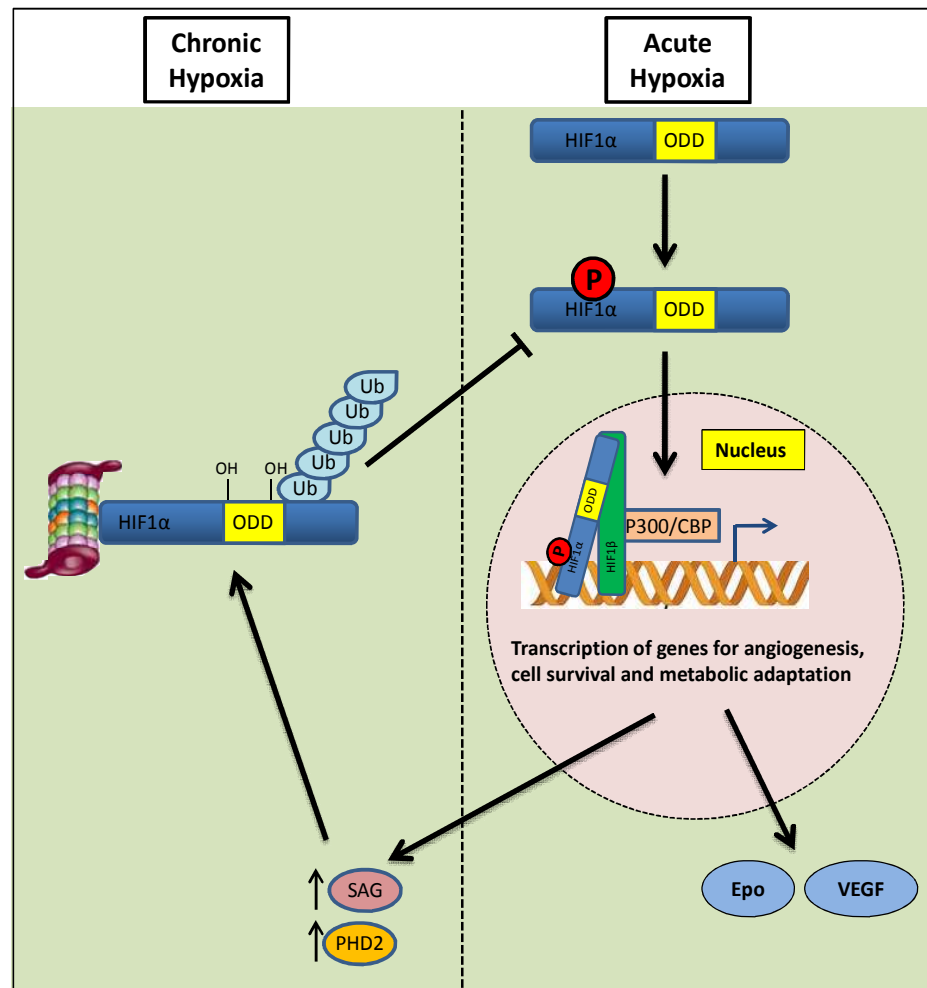 Chronic
Hypoxia
Acute
Hypoxia
HIF1α
ODD
P
HIF1α
ODD
Ub
Ub
Ub
Ub
Ub
OH
OH
HIF1α
ODD
Nucleus
ODD
P
HIF1α
HIF1β
P300/CBP
Transcription of genes for angiogenesis,
cell survival and metabolic adaptation
SAG
PHD2
Epo
VEGF